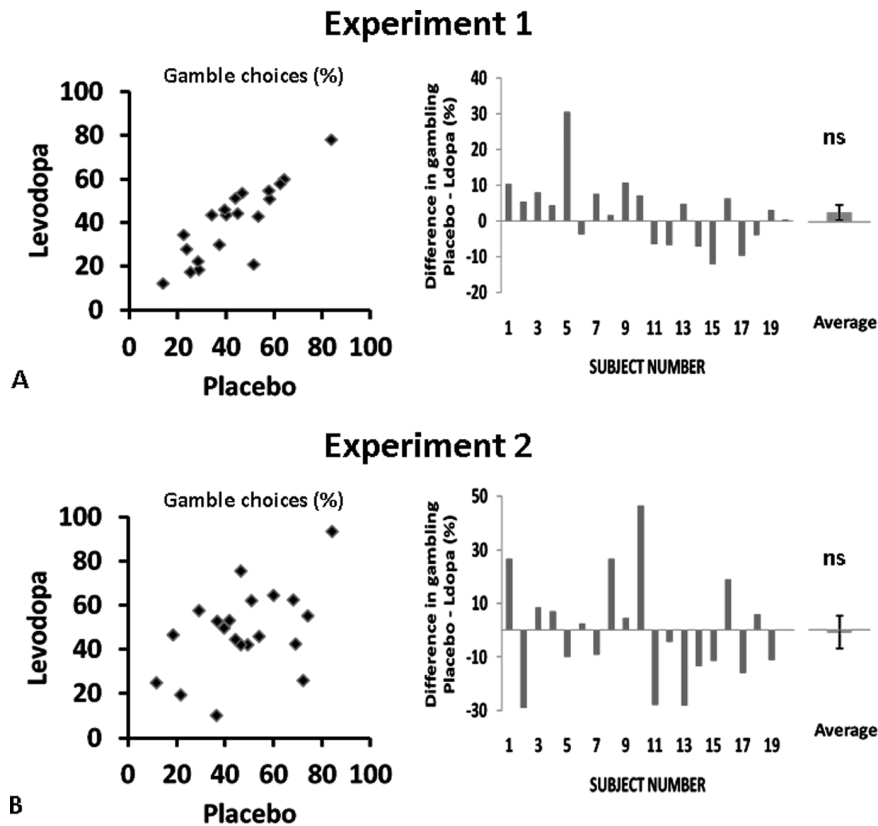 Experiment 1
Gamble choices (%)
100
80
60
40
20
0
Levodopa
0 20 40 60 80 100
Placebo
Difference in gambling
Placebo - Ldopa (%)
40
30
20
10
0
-10
-20
1 3 5 7 9 11 13 15 17 19
SUBJECT NUMBER
ns
Average
A
Experiment 2
Gamble choices (%)
100
80
60
40
20
0
Levodopa
0 20 40 60 80 100
Placebo
Difference in gambling
Placebo - Ldopa (%)
50
30
10
-10
-30
1 3 5 7 9 11 13 15 17 19
SUBJECT NUMBER
ns
Average
B